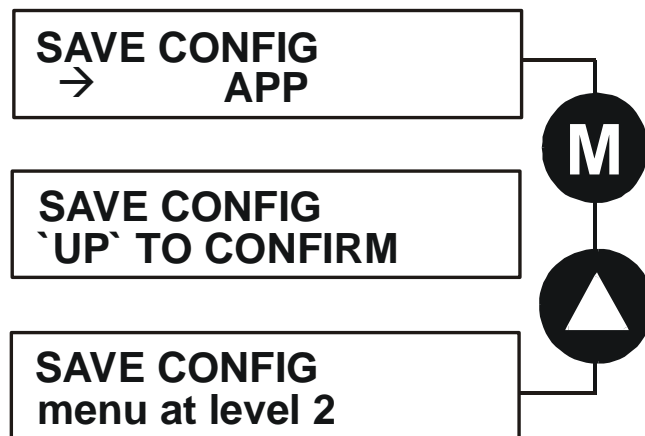 SAVE CONFIG
→ APP
M
SAVE CONFIG
`UP` TO CONFIRM
SAVE CONFIG
menu at level 2